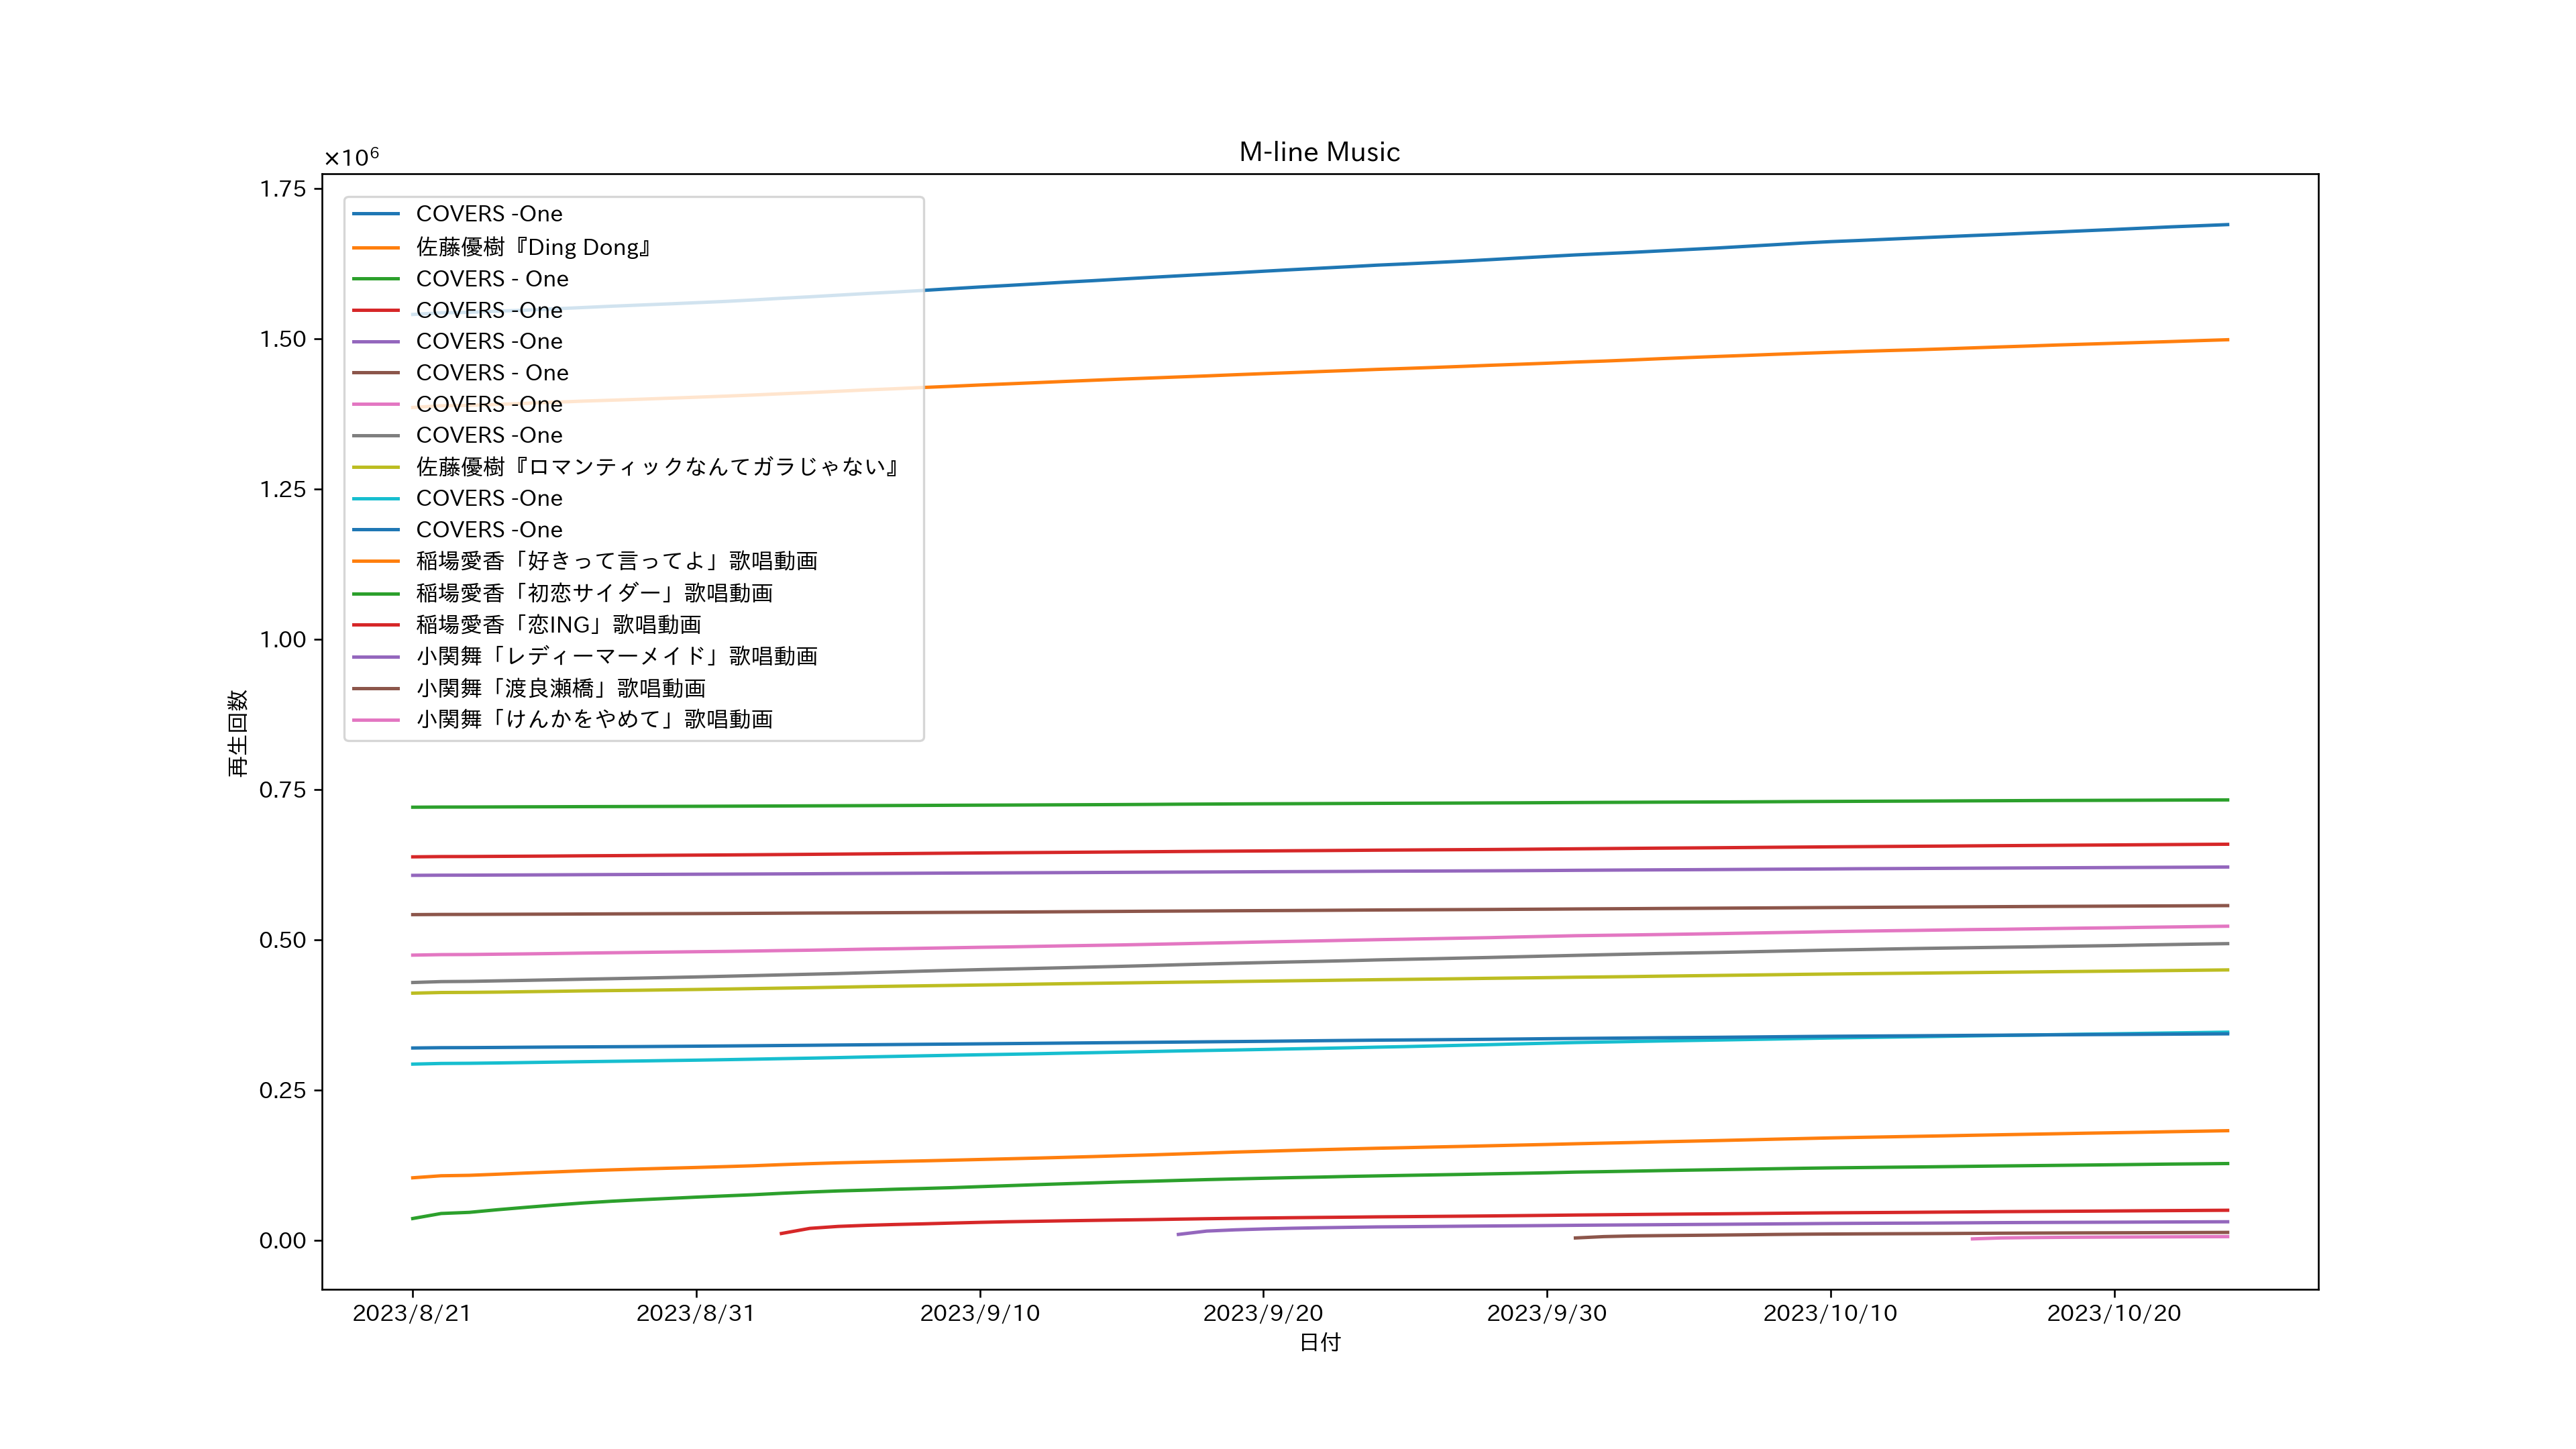 M-line Music
×10⁶
1.75
1.50
1.25
1.00
0.75
0.50
0.25
0.00
再生回数
COVERS -One
佐藤優樹『Ding Dong』
COVERS - One
COVERS -One
COVERS -One
COVERS - One
COVERS -One
COVERS -One
佐藤優樹『ロマンティックなんてガラじゃない』
COVERS -One
COVERS -One
稲場愛香「好きって言ってよ」歌唱動画
稲場愛香「初恋サイダー」歌唱動画
稲場愛香「恋ING」歌唱動画
小関舞「レディーマーメイド」歌唱動画
小関舞「渡良瀬橋」歌唱動画
小関舞「けんかをやめて」歌唱動画
2023/8/21 2023/8/31 2023/9/10 2023/9/20 2023/9/30 2023/10/10 2023/10/20
日付